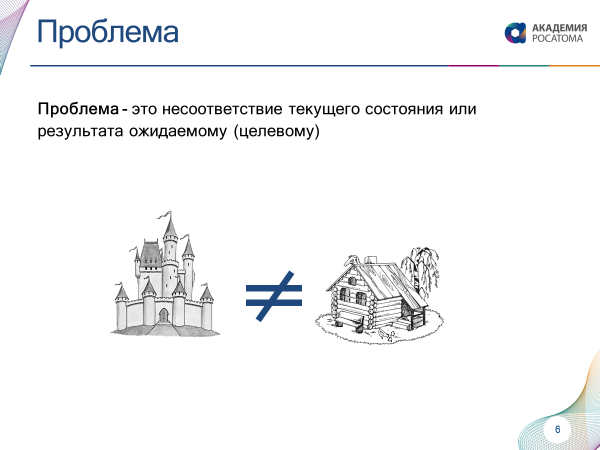 Проблема
АКАДЕМИЯ
РОСАТОМА
Проблема - это несоответствие текущего состояния или
результата ожидаемому (целевому)
≠
6